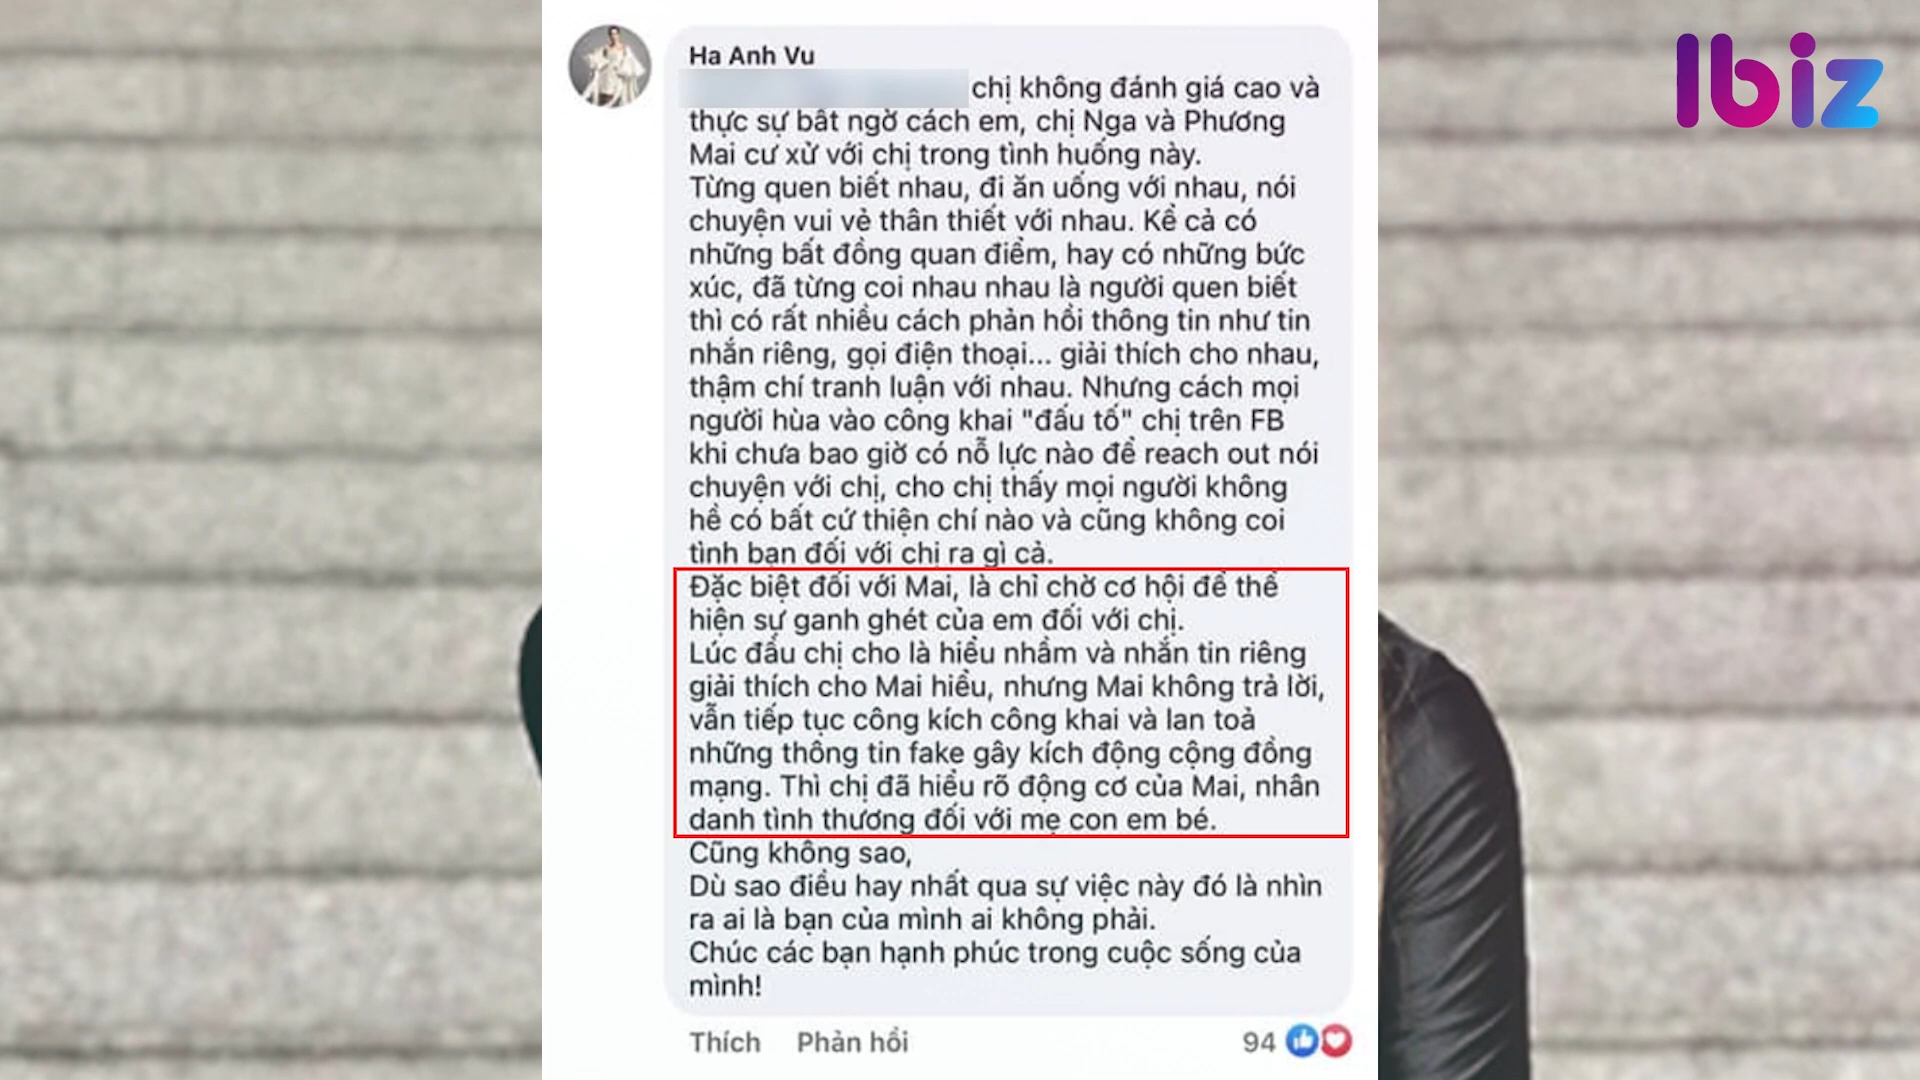 Ibiz
Ha Anh Vu
chị không đánh giá cao và
thực sự bất ngờ cách em, chị Nga và Phương
Mai cư xử với chị trong tình huống này.
Từng quen biết nhau, đi ăn uống với nhau, nói
chuyện vui vẻ thân thiết với nhau. Kể cả có
những bất đồng quan điểm, hay có những bức
xúc, đã từng coi nhau nhau là người quen biết
thì có rất nhiều cách phản hồi thông tin như tin
nhắn riêng, gọi điện thoại... giải thích cho nhau,
thậm chí tranh luận với nhau. Nhưng cách mọi
người hùa vào công khai "đấu tố" chị trên FB
khi chưa bao giờ có nỗ lực nào để reach out nói
chuyện với chị, cho chị thấy mọi người không
hề có bất cứ thiện chí nào và cũng không coi
tình bạn đối với chị ra gì cả.
Đặc biệt đối với Mai, là chỉ chờ cơ hội để thể
hiện sự ganh ghét của em đối với chị.
Lúc đầu chị cho là hiểu nhầm và nhắn tin riêng
giải thích cho Mai hiểu, nhưng Mai không trả lời,
vẫn tiếp tục công kích công khai và lan toả
những thông tin fake gây kích động cộng đồng
mạng. Thì chị đã hiểu rõ động cơ của Mai, nhân
danh tình thương đối với mẹ con em bé.
Cũng không sao,
Dù sao điều hay nhất qua sự việc này đó là nhìn
ra ai là bạn của mình ai không phải.
Chúc các bạn hạnh phúc trong cuộc sống của
mình!
Thích Phản hồi 94